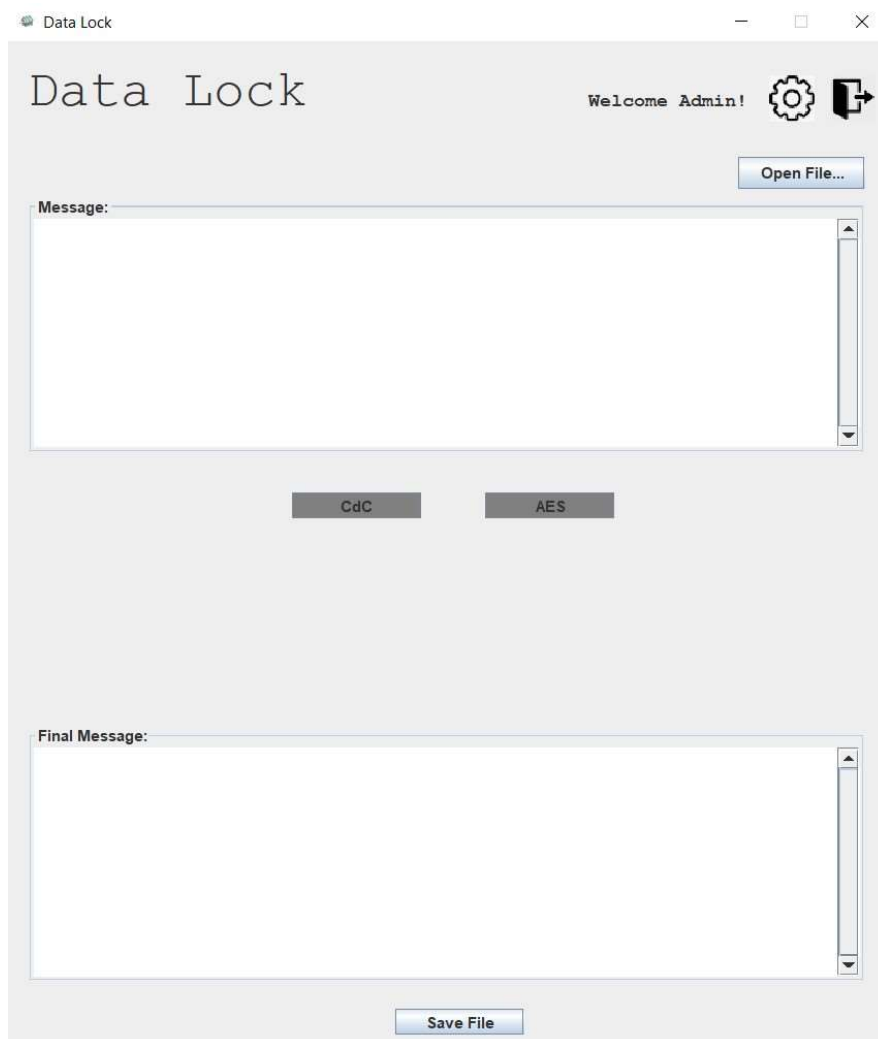 Data Lock
Data Lock
Welcome Admin!
Open File...
Message:
CdC
AES
Final Message:
Save File